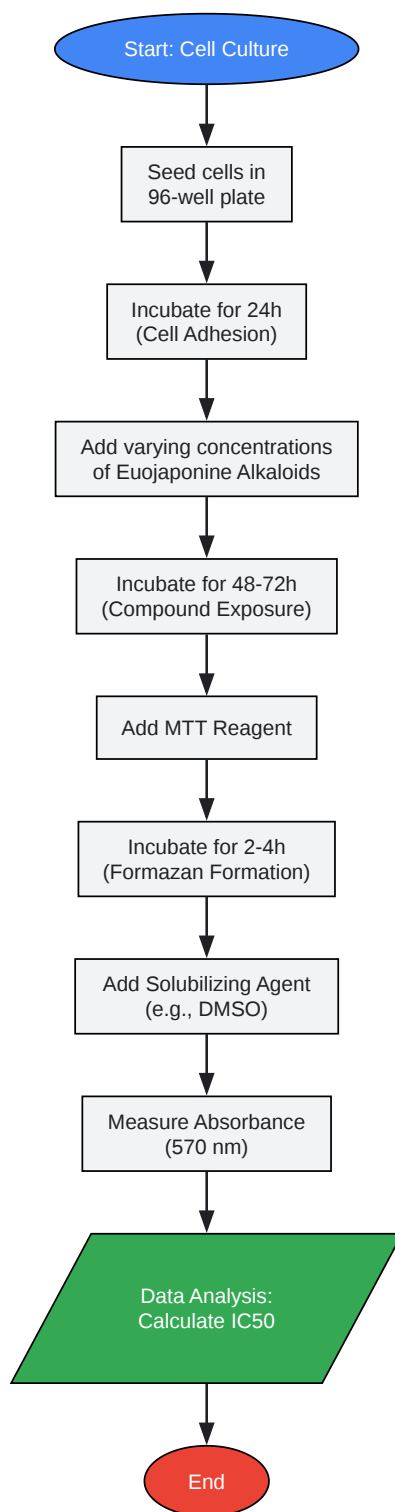 Start: Cell Culture
Seed cells in
96-well plate
Incubate for 24h
(Cell Adhesion)
Add varying concentrations
of Euojaponine Alkaloids
Incubate for 48-72h
(Compound Exposure)
Add MTT Reagent
Incubate for 2-4h
(Formazan Formation)
Add Solubilizing Agent
(e.g., DMSO)
Measure Absorbance
(570 nm)
Data Analysis:
Calculate IC50
End